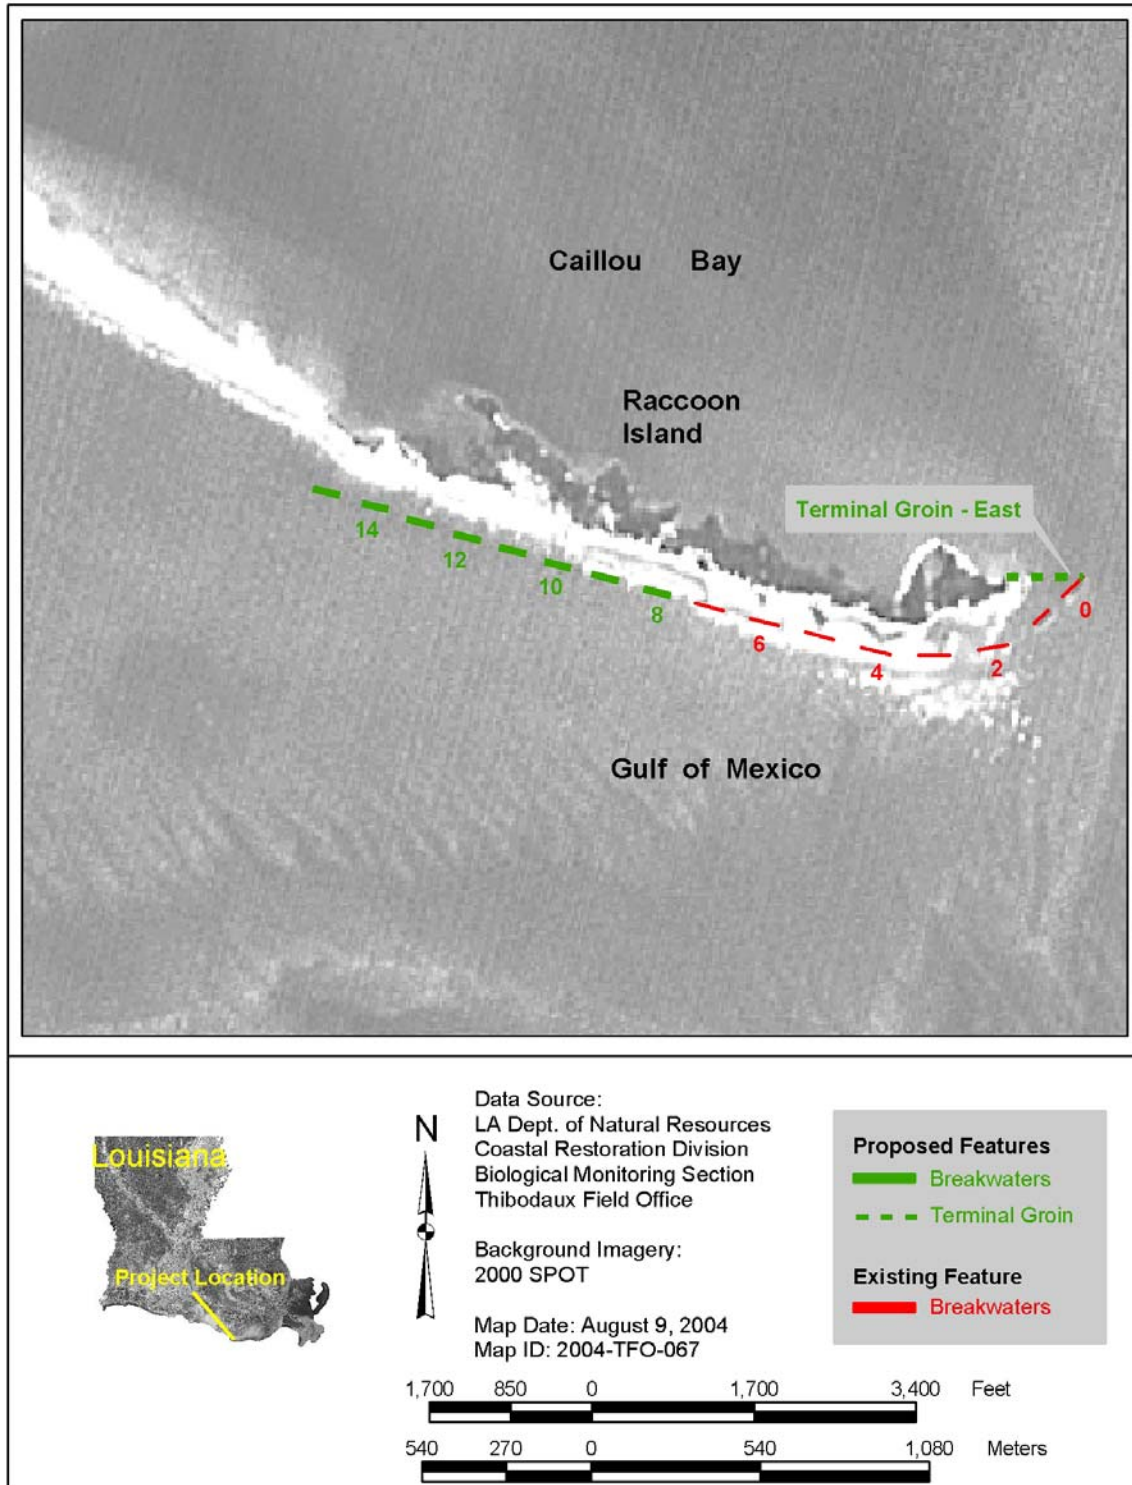 Caillou Bay
Raccoon
Island
Terminal Groin - East
14
12
10
8
6
4
2
0
Gulf of Mexico
Louisiana
Project Location
N
Data Source:
LA Dept. of Natural Resources
Coastal Restoration Division
Biological Monitoring Section
Thibodaux Field Office
Background Imagery:
2000 SPOT
Map Date: August 9, 2004
Map ID: 2004-TFO-067
Proposed Features
Breakwaters
Terminal Groin
Existing Feature
Breakwaters
1,700 850 0 1,700 3,400 Feet
540 270 0 540 1,080 Meters